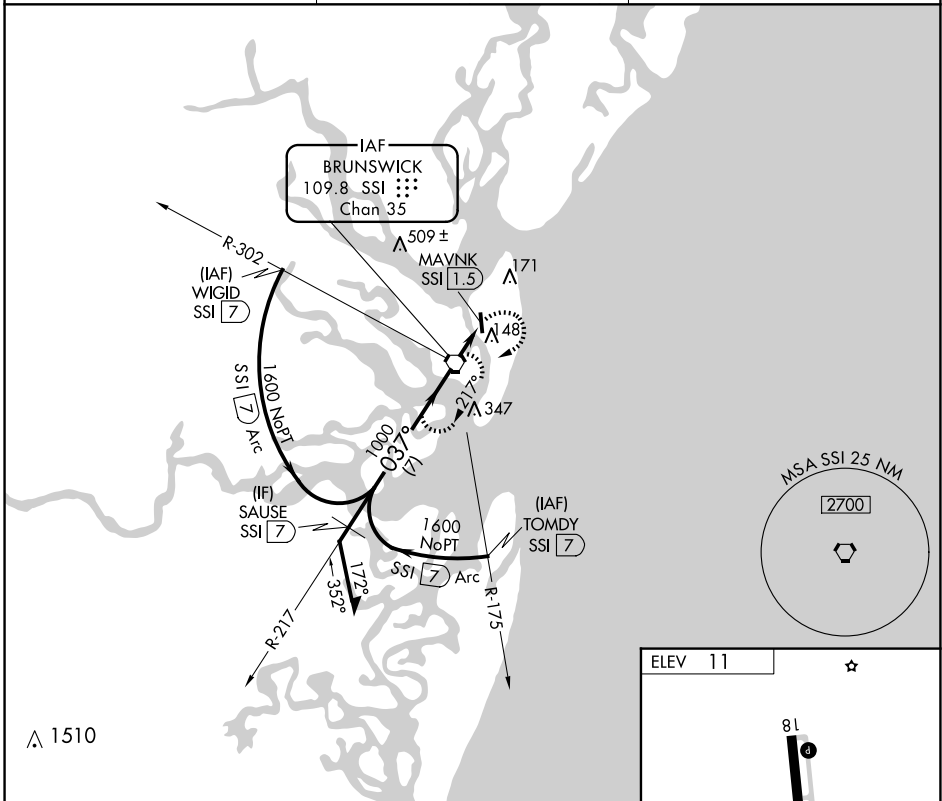 IAF
BRUNSWICK
109.8 SSI
Chan 35
R-302
509 ±
MAVNK
SSI 1.5
171
(IAF)
WIGID
SSI 7
148
1600 NoPT
SSI 7 Arc
217°
347
1000
037°
(7)
(IF)
SAUSE
SSI 7
1600
NoPT
SSI 7 Arc
(IAF)
TOMDY
SSI 7
172°
352°
R-217
R-175
MSA SSI 25 NM
2700
1510
ELEV 11
18
P